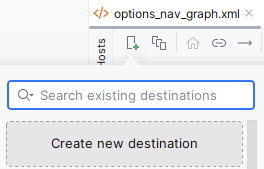 options_nav_graph.xml
Hosts
Search existing destinations
Create new destination